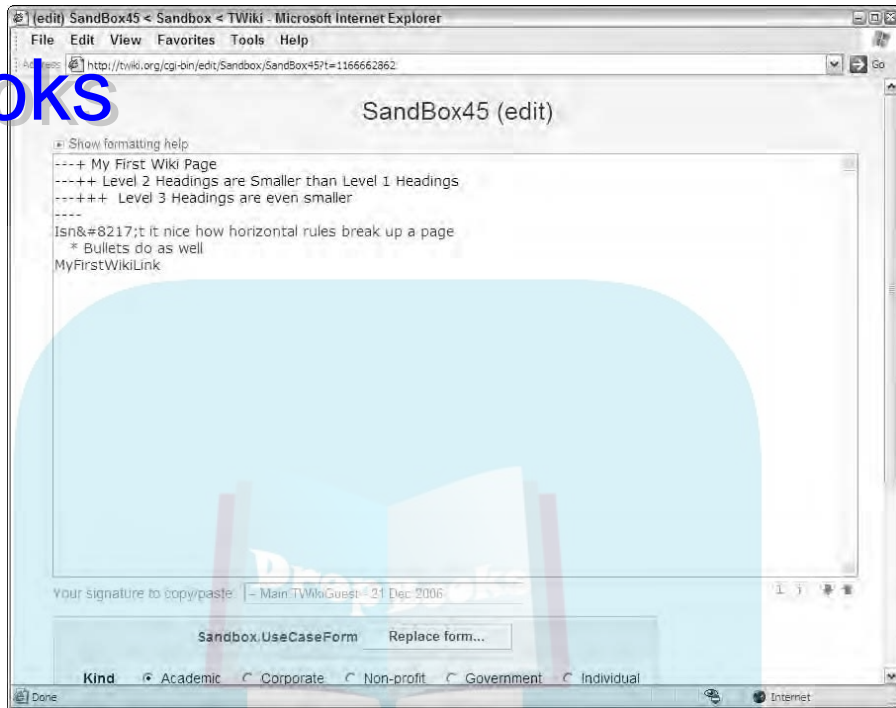 (edit) SandBox45 < Sandbox < TWiki - Microsoft Internet Explorer
File Edit View Favorites Tools Help
Address http://twiki.org/cgi-bin/edit/Sandbox/SandBox45?t=1166662862 Go
oks
SandBox45 (edit)
Show formatting help
---+ My First Wiki Page
---++ Level 2 Headings are Smaller than Level 1 Headings
---+++ Level 3 Headings are even smaller
----
Isn&#8217;t it nice how horizontal rules break up a page
* Bullets do as well
MyFirstWikiLink
DropBooks
Your signature to copy/paste: -- Main.TWikiGuest - 21 Dec 2006
Sandbox.UseCaseForm Replace form...
Kind Academic Corporate Non-profit Government Individual
Done Internet